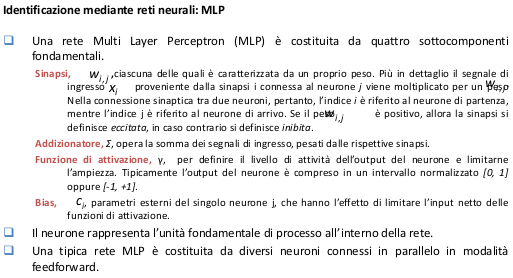 Identificazione mediante reti neurali: MLP
Una rete Multi Layer Perceptron (MLP) è costituita da quattro sottocomponenti
fondamentali.
Sinapsi, w_{i,j}, ciascuna delle quali è caratterizzata da un proprio peso. Più in dettaglio il segnale di
ingresso x_i proveniente dalla sinapsi i connessa al neurone j viene moltiplicato per un peso
Nella connessione sinaptica tra due neuroni, pertanto, l'indice i è riferito al neurone di partenza,
mentre l'indice j è riferito al neurone di arrivo. Se il peso w_{i,j} è positivo, allora la sinapsi si
definisce eccitata, in caso contrario si definisce inibita.
Addizionatore, Σ, opera la somma dei segnali di ingresso, pesati dalle rispettive sinapsi.
Funzione di attivazione, γ, per definire il livello di attività dell'output del neurone e limitarne
l'ampiezza. Tipicamente l'output del neurone è compreso in un intervallo normalizzato [0, 1]
oppure [-1, +1].
Bias, c_i, parametri esterni del singolo neurone j, che hanno l'effetto di limitare l'input netto delle
funzioni di attivazione.
Il neurone rappresenta l'unità fondamentale di processo all'interno della rete.
Una tipica rete MLP è costituita da diversi neuroni connessi in parallelo in modalità
feedforward.